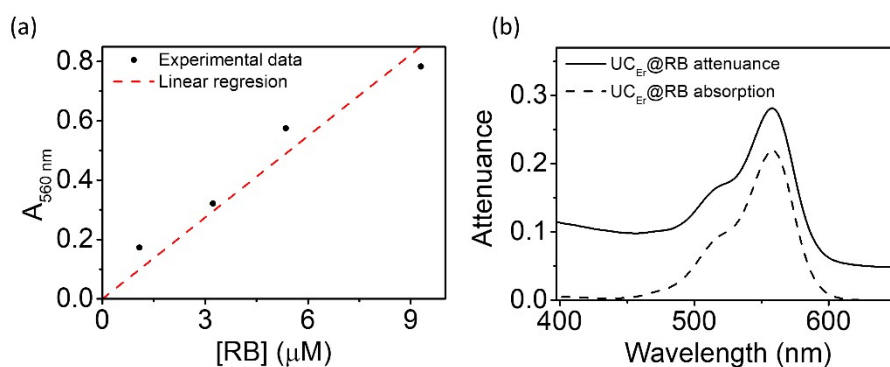 (a)
0.8
0.6
0.4
0.2
0.0
A560 nm
Experimental data
Linear regresion
0
3
6
9
[RB] (μM)
(b)
0.3
0.2
0.1
0.0
Attenuance
UCEr@RB attenuance
UCEr@RB absorption
400
500
600
Wavelength (nm)